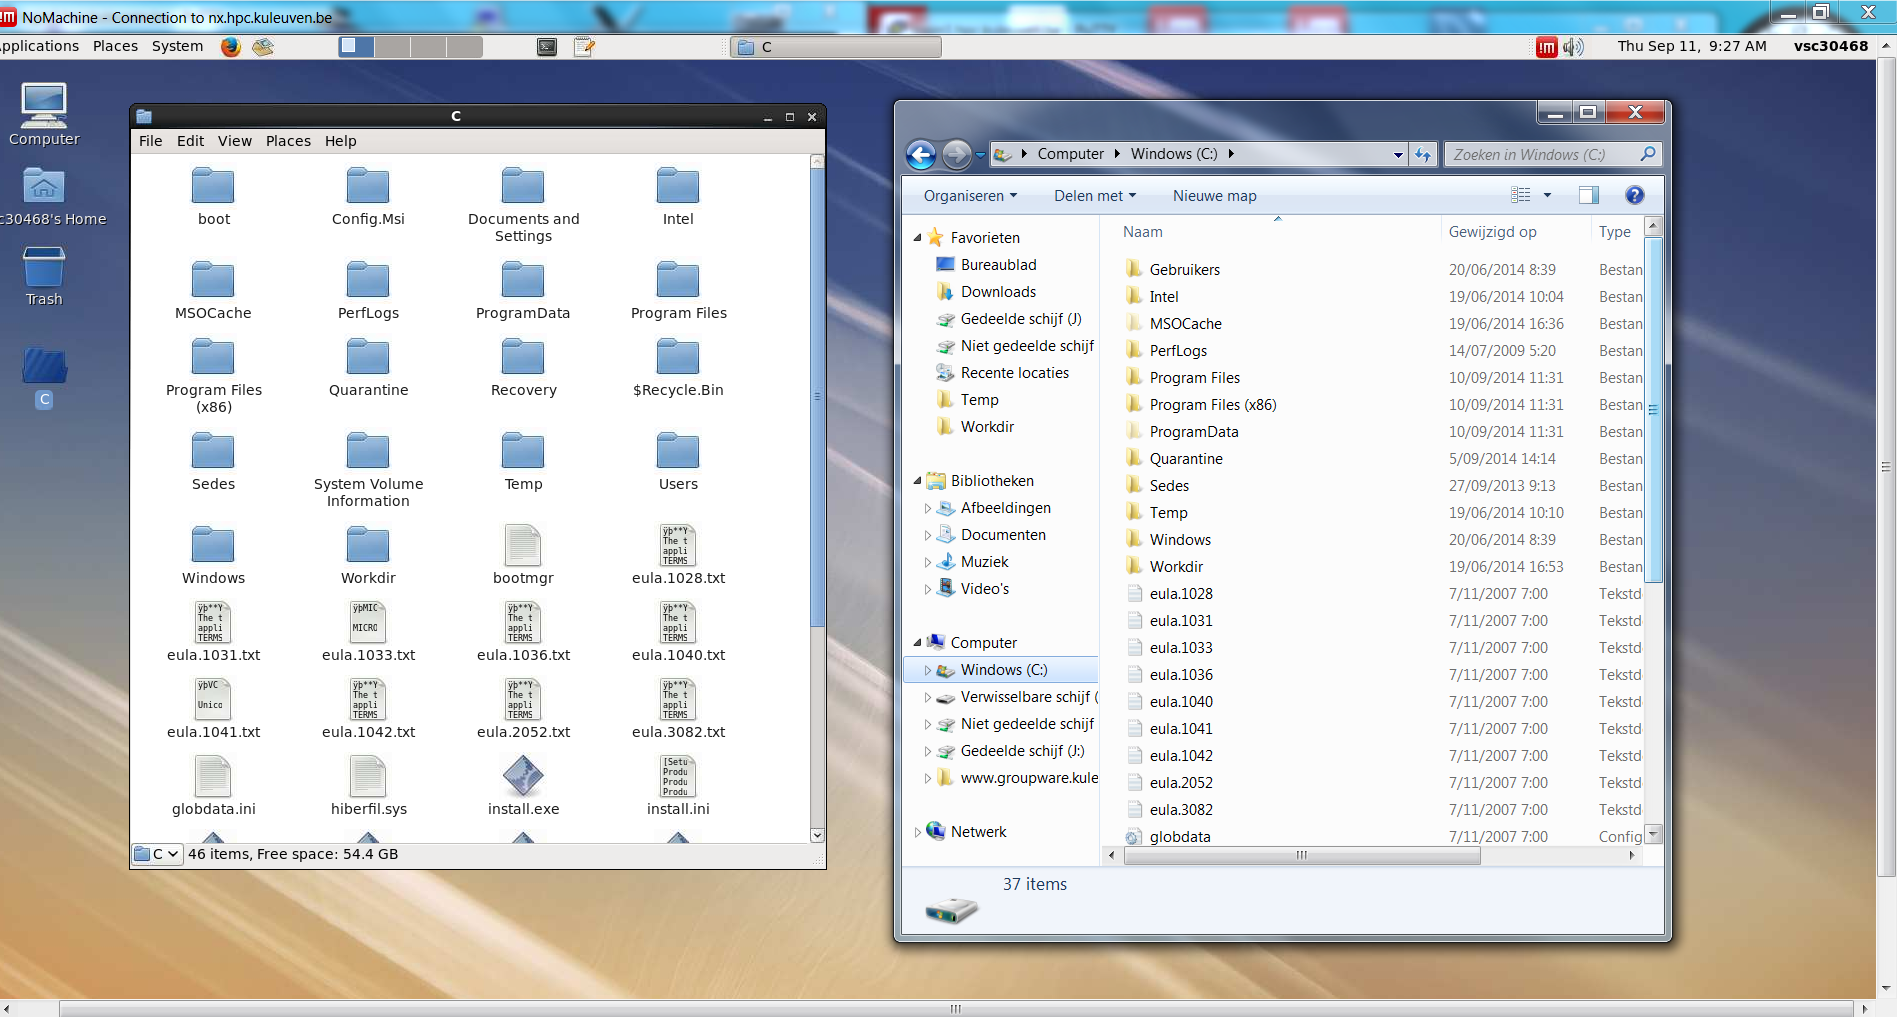 NoMachine - Connection to nx.hpc.kuleuven.be
pplications Places System
C
!m
Thu Sep 11, 9:27 AM vsc30468
Computer
c30468's Home
Trash
C
C
File Edit View Places Help
boot Config.Msi Documents and Settings Intel
MSOCache PerfLogs ProgramData Program Files
Program Files (x86) Quarantine Recovery $Recycle.Bin
Sedes System Volume Information Temp Users
Windows Workdir bootmgr eula.1028.txt
eula.1031.txt eula.1033.txt eula.1036.txt eula.1040.txt
eula.1041.txt eula.1042.txt eula.2052.txt eula.3082.txt
globdata.ini hiberfil.sys install.exe install.ini
C 46 items, Free space: 54.4 GB
Computer Windows (C:)
Zoeken in Windows (C:)
Organiseren Delen met Nieuwe map
Favorieten
Bureaublad
Downloads
Gedeelde schijf (J)
Niet gedeelde schijf
Recente locaties
Temp
Workdir
Bibliotheken
Afbeeldingen
Documenten
Muziek
Video's
Computer
Windows (C:)
Verwisselbare schijf (
Niet gedeelde schijf
Gedeelde schijf (J:)
www.groupware.kule
Netwerk
Naam Gewijzigd op Type
Gebruikers 20/06/2014 8:39 Bestan
Intel 19/06/2014 10:04 Bestan
MSOCache 19/06/2014 16:36 Bestan
PerfLogs 14/07/2009 5:20 Bestan
Program Files 10/09/2014 11:31 Bestan
Program Files (x86) 10/09/2014 11:31 Bestan
ProgramData 10/09/2014 11:31 Bestan
Quarantine 5/09/2014 14:14 Bestan
Sedes 27/09/2013 9:13 Bestan
Temp 19/06/2014 10:10 Bestan
Windows 20/06/2014 8:39 Bestan
Workdir 19/06/2014 16:53 Bestan
eula.1028 7/11/2007 7:00 Tekstd
eula.1031 7/11/2007 7:00 Tekstd
eula.1033 7/11/2007 7:00 Tekstd
eula.1036 7/11/2007 7:00 Tekstd
eula.1040 7/11/2007 7:00 Tekstd
eula.1041 7/11/2007 7:00 Tekstd
eula.1042 7/11/2007 7:00 Tekstd
eula.2052 7/11/2007 7:00 Tekstd
eula.3082 7/11/2007 7:00 Tekstd
globdata 7/11/2007 7:00 Config
37 items